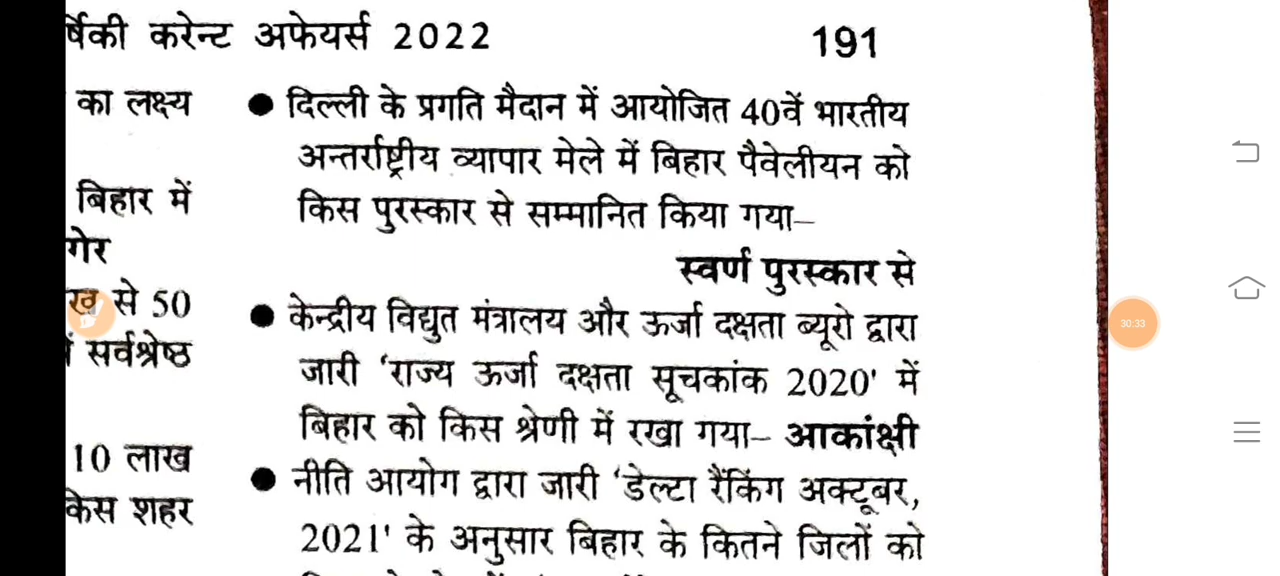 र्षिकी करेन्ट अफेयर्स 2022
191
का लक्ष्य
बिहार में
गेर
ख से 50
सर्वश्रेष्ठ
10 लाख
केस शहर
● दिल्ली के प्रगति मैदान में आयोजित 40वें भारतीय
अन्तर्राष्ट्रीय व्यापार मेले में बिहार पैवेलीयन को
किस पुरस्कार से सम्मानित किया गया–
स्वर्ण पुरस्कार से
● केन्द्रीय विद्युत मंत्रालय और ऊर्जा दक्षता ब्यूरो द्वारा
जारी 'राज्य ऊर्जा दक्षता सूचकांक 2020' में
बिहार को किस श्रेणी में रखा गया– आकांक्षी
● नीति आयोग द्वारा जारी 'डेल्टा रैंकिंग अक्टूबर,
2021' के अनुसार बिहार के कितने जिलों को
30:33